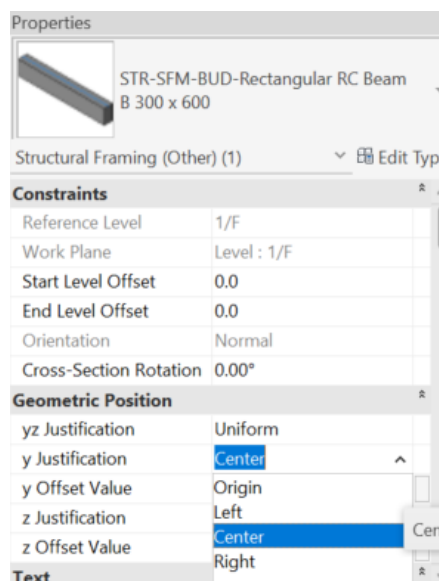 Properties
STR-SFM-BUD-Rectangular RC Beam
B 300 x 600
Structural Framing (Other) (1) Edit Typ
Constraints
Reference Level 1/F
Work Plane Level : 1/F
Start Level Offset 0.0
End Level Offset 0.0
Orientation Normal
Cross-Section Rotation 0.00°
Geometric Position
yz Justification Uniform
y Justification Center
y Offset Value Origin
z Justification Left
z Offset Value Center Cen
Right
Text